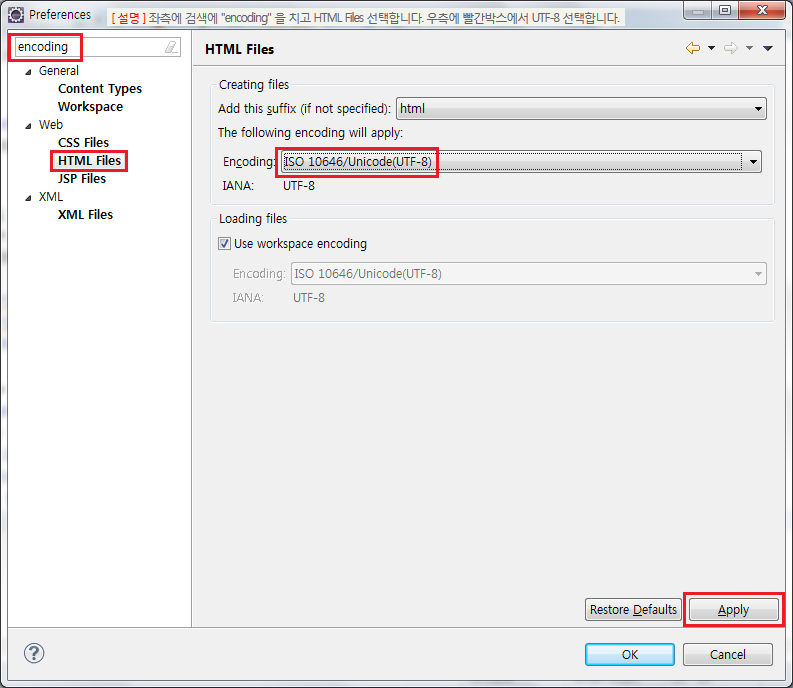 Preferences
[ 설명 ] 좌측에 검색에 "encoding" 을 치고 HTML Files 선택합니다. 우측에 빨간박스에서 UTF-8 선택합니다.
encoding
General
Content Types
Workspace
Web
CSS Files
HTML Files
JSP Files
XML
XML Files
HTML Files
Creating files
Add this suffix (if not specified): html
The following encoding will apply:
Encoding: ISO 10646/Unicode(UTF-8)
IANA: UTF-8
Loading files
Use workspace encoding
Encoding: ISO 10646/Unicode(UTF-8)
IANA: UTF-8
Restore Defaults Apply
? OK Cancel